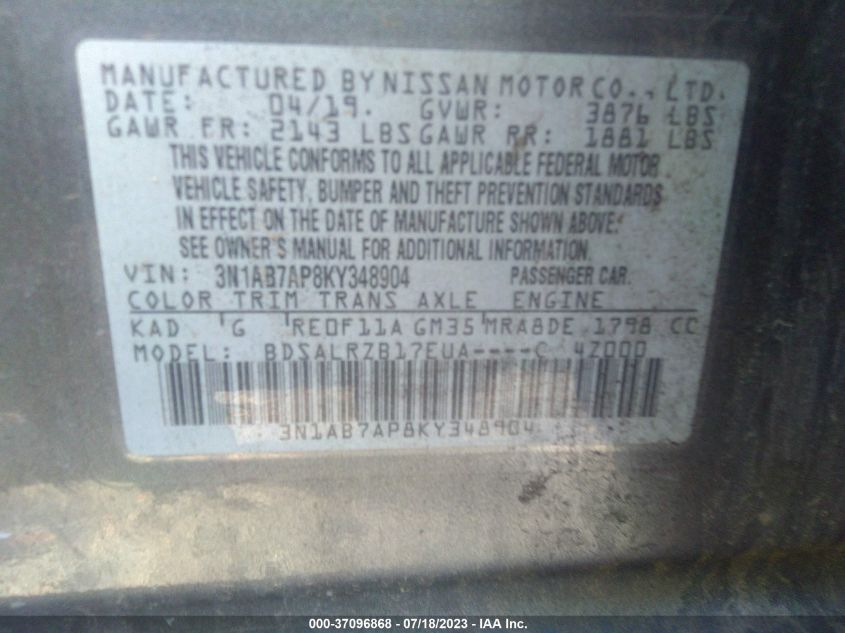 MANUFACTURED BY NISSAN MOTOR CO., LTD.
DATE: 04/19. GVWR: 3876 LBS
GAWR FR: 2143 LBS GAWR RR: 1881 LBS
THIS VEHICLE CONFORMS TO ALL APPLICABLE FEDERAL MOTOR
VEHICLE SAFETY, BUMPER AND THEFT PREVENTION STANDARDS
IN EFFECT ON THE DATE OF MANUFACTURE SHOWN ABOVE.
SEE OWNER'S MANUAL FOR ADDITIONAL INFORMATION.
VIN: 3N1AB7AP8KY348904 PASSENGER CAR.
COLOR TRIM TRANS AXLE ENGINE
KAD G RE0F11A GM35 MRA8DE 1798 CC
MODEL: BDSALRZB17EUA----C 4Z000
3N1AB7AP8KY348904
000-37096868 - 07/18/2023 - IAA Inc.